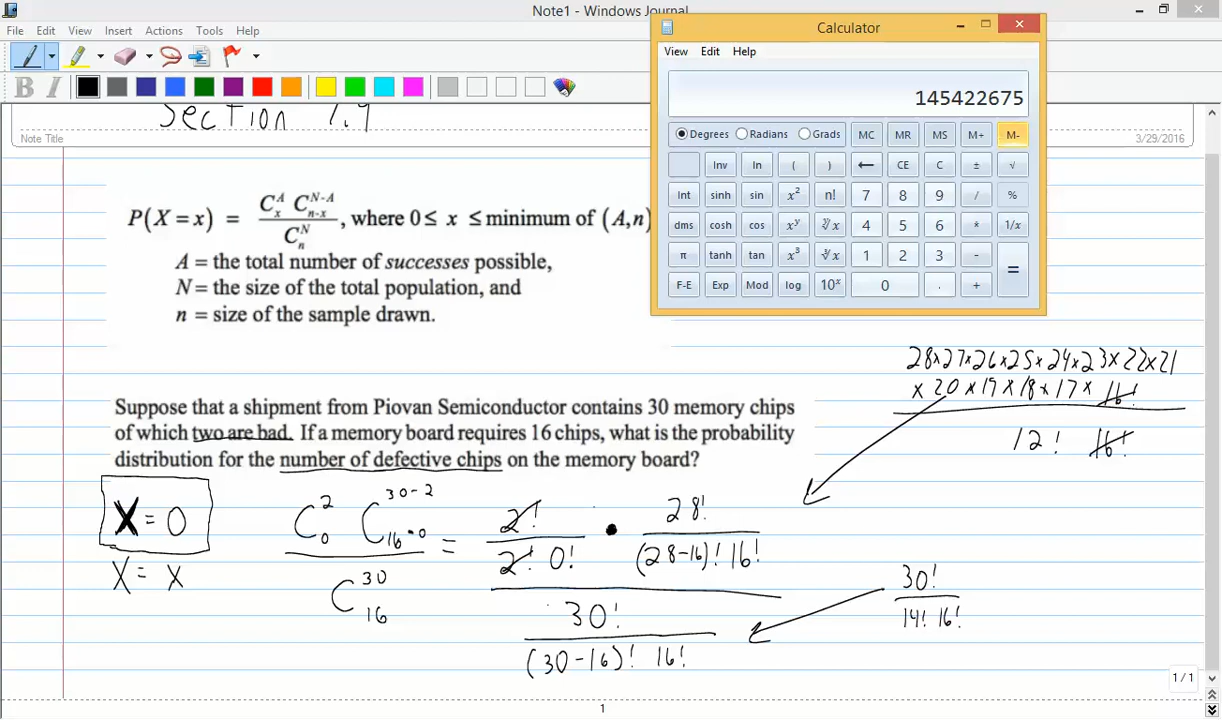 Note1 - Windows Journal
File Edit View Insert Actions Tools Help
B I
Section 7.9
Note Title
3/29/2016
Calculator
View Edit Help
145422675
Degrees Radians Grads MC MR MS M+ M-
Inv ln ( ) ← CE C ± √
Int sinh sin x² n! 7 8 9 / %
dms cosh cos xʸ ʸ√x 4 5 6 * 1/x
π tanh tan x³ ³√x 1 2 3 - =
F-E Exp Mod log 10ˣ 0 . +
P(X = x) = C_x^A C_{n-x}^{N-A} / C_n^N , where 0 ≤ x ≤ minimum of (A,n)
A = the total number of successes possible,
N = the size of the total population, and
n = size of the sample drawn.
28×27×26×25×24×23×22×21
× 20 × 19 × 18 × 17 × 16!
12! 16!
Suppose that a shipment from Piovan Semiconductor contains 30 memory chips
of which two are bad. If a memory board requires 16 chips, what is the probability
distribution for the number of defective chips on the memory board?
X = 0
X = x
C_0^2 C_{16-0}^{30-2}
C_{16}^{30}
=
2! • 28!
2! 0! (28-16)! 16!
30!
(30-16)! 16!
30!
14! 16!
1 / 1
1